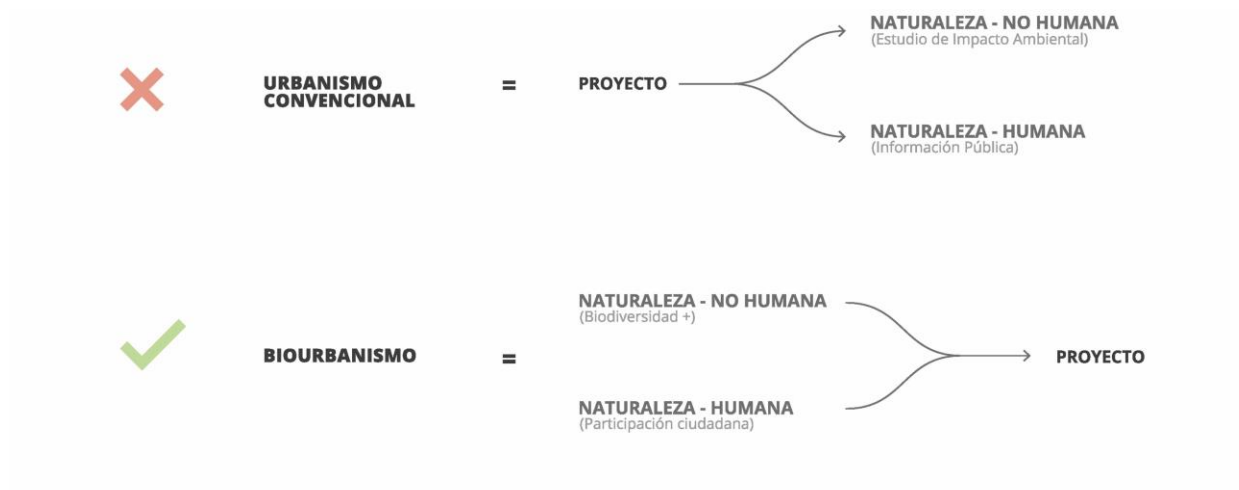 NATURALEZA - NO HUMANA
(Estudio de Impacto Ambiental)
URBANISMO
CONVENCIONAL
=
PROYECTO
NATURALEZA - HUMANA
(Información Pública)
NATURALEZA - NO HUMANA
(Biodiversidad +)
BIOURBANISMO
=
PROYECTO
NATURALEZA - HUMANA
(Participación ciudadana)